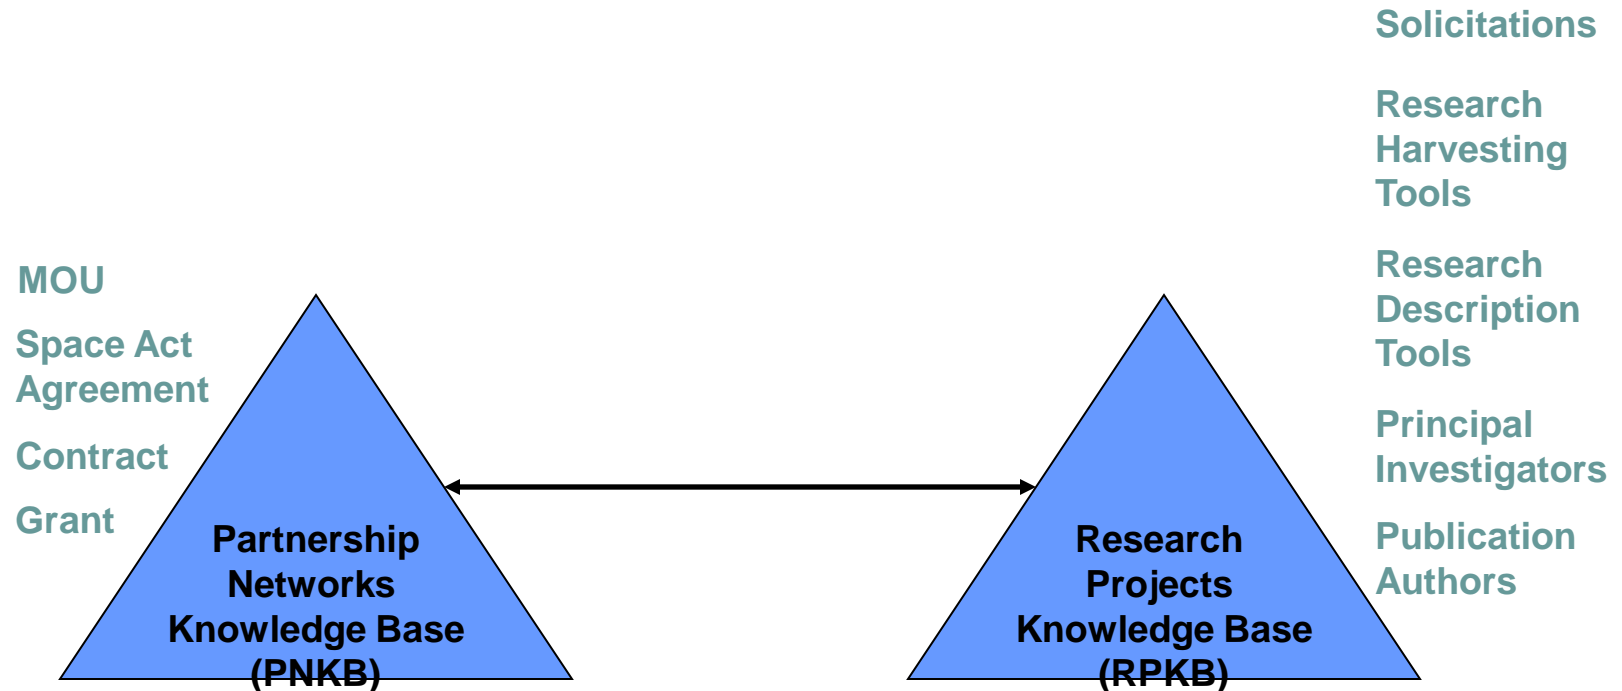 MOU
Space Act
Agreement
Contract
Grant
Partnership
Networks
Knowledge Base
(PNKB)
Research
Projects
Knowledge Base
(RPKB)
Solicitations
Research
Harvesting
Tools
Research
Description
Tools
Principal
Investigators
Publication
Authors